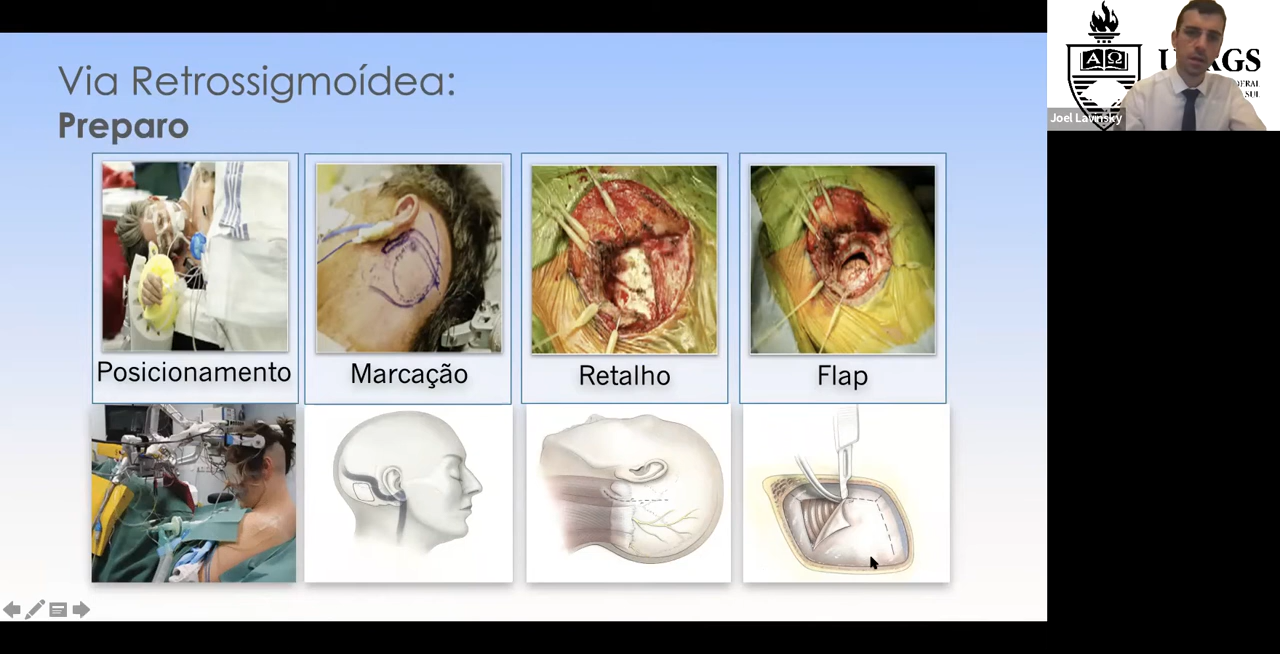 Via Retrossigmoídea:
Preparo
Posicionamento
Marcação
Retalho
Flap
Joel Lavinsky